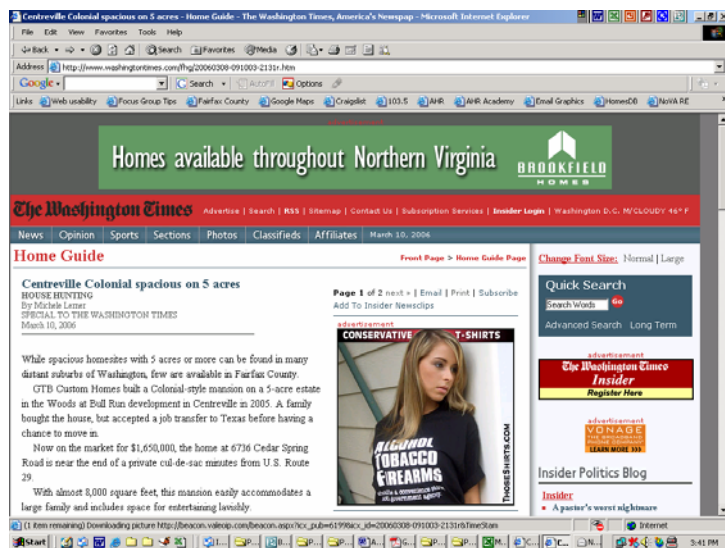 Centreville Colonial spacious on 5 acres - Home Guide - The Washington Times, America's Newspap - Microsoft Internet Explorer
File Edit View Favorites Tools Help
Back Search Favorites Media
Address http://www.washingtontimes.com/fhg/20060308-091003-2131r.htm
Google Search AutoFill Options
Links Web usability Focus Group Tips Fairfax County Google Maps Craigslist 103.5 AHR AHR Academy Email Graphics HomesDB NoVA RE
advertisement
Homes available throughout Northern Virginia BROOKFIELD
HOMES
The Washington Times Advertise | Search | RSS | Sitemap | Contact Us | Subscription Services | Insider Login | Washington D.C. M/CLOUDY 46° F
News Opinion Sports Sections Photos Classifieds Affiliates March 10, 2006
Home Guide Front Page > Home Guide Page
Change Font Size: Normal | Large
Centreville Colonial spacious on 5 acres
HOUSE HUNTING
By Michele Lerner
SPECIAL TO THE WASHINGTON TIMES
March 10, 2006
Page 1 of 2 next > | Email | Print | Subscribe
Add To Insider Newsclips
While spacious homesites with 5 acres or more can be found in many
distant suburbs of Washington, few are available in Fairfax County.
GTB Custom Homes built a Colonial-style mansion on a 5-acre estate
in the Woods at Bull Run development in Centreville in 2005. A family
bought the house, but accepted a job transfer to Texas before having a
chance to move in.
Now on the market for $1,650,000, the home at 6736 Cedar Spring
Road is near the end of a private cul-de-sac minutes from U.S. Route
29.
With almost 8,000 square feet, this mansion easily accommodates a
large family and includes space for entertaining lavishly.
advertisement
CONSERVATIVE T-SHIRTS
ALCOHOL
TOBACCO
FIREARMS
THOSESHIRTS.COM
Quick Search
Search Words Go
Advanced Search Long Term
advertisement
The Washington Times
Insider
Register Here
advertisement
VONAGE
THE BROADBAND
PHONE COMPANY
LEARN MORE >>>
Insider Politics Blog
Insider
A pastor's worst nightmare
(1 item remaining) Downloading picture http://beacon.valeoip.com/beacon.aspx?icx_pub=6199&icx_id=20060308-091003-2131r&TimeStam
Internet
Start 3:41 PM